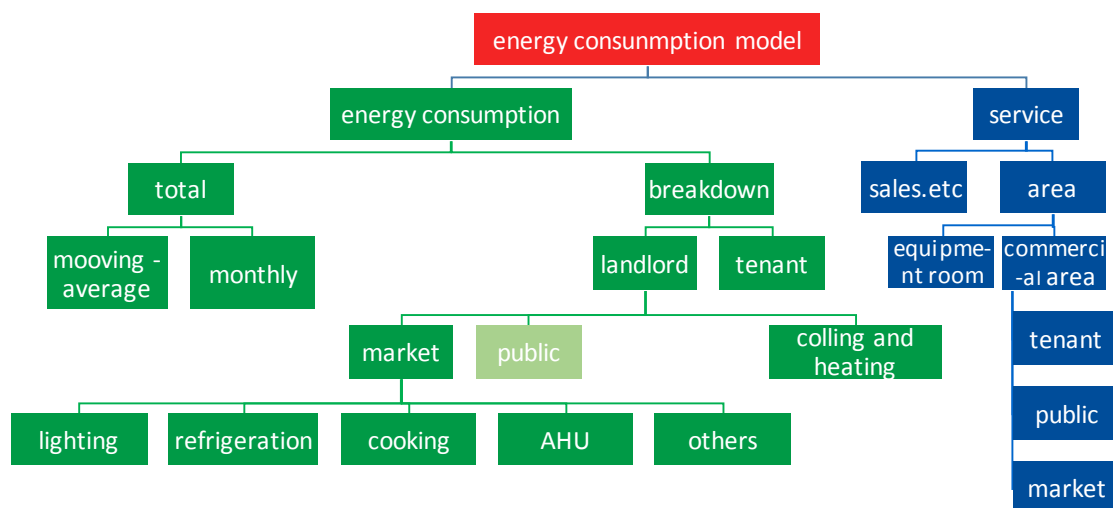 energy consunmption model
energy consumption
service
total
breakdown
sales.etc
area
mooving -
average
monthly
landlord
tenant
equipme-
nt room
commerci
-al area
market
public
colling and
heating
tenant
lighting
refrigeration
cooking
AHU
others
public
market